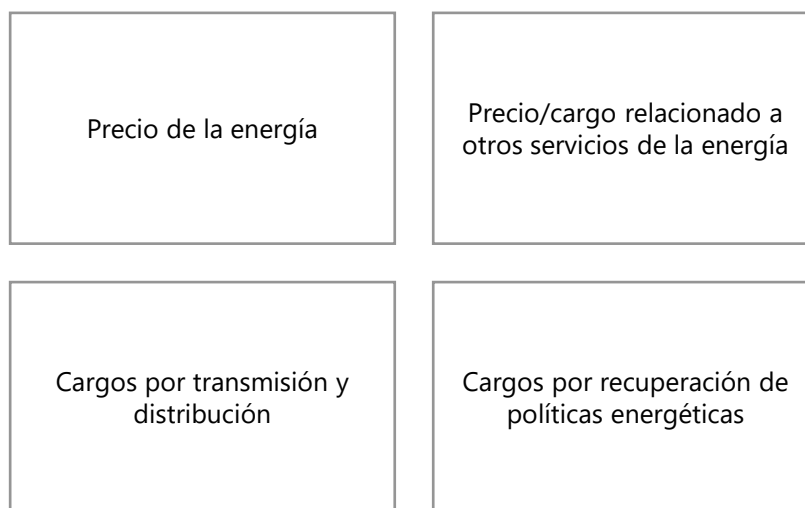 Precio de la energía
Precio/cargo relacionado a
otros servicios de la energía
Cargos por transmisión y
distribución
Cargos por recuperación de
políticas energéticas